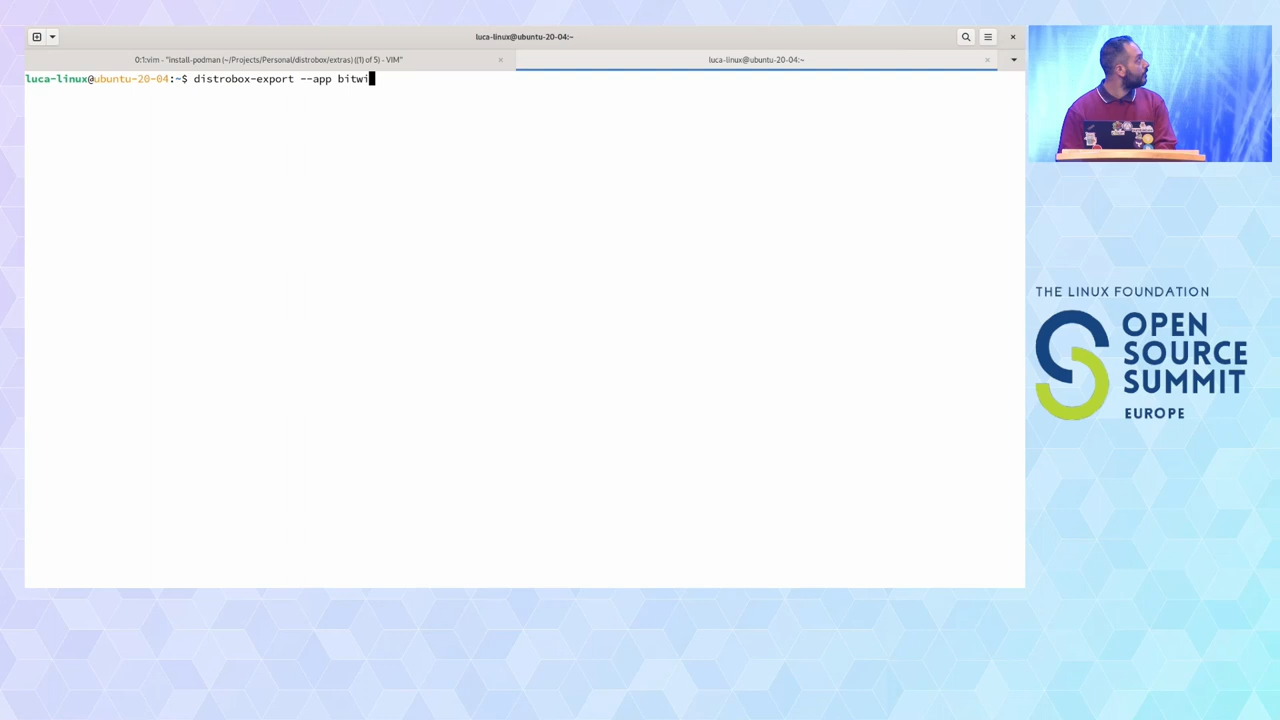 luca-linux@ubuntu-20-04:~
0:1:vim - "install-podman (~/Projects/Personal/distrobox/extras) ((1) of 5) - VIM"
luca-linux@ubuntu-20-04:~
luca-linux@ubuntu-20-04:~$ distrobox-export --app bitwi
THE LINUX FOUNDATION
OPEN
SOURCE
SUMMIT
EUROPE